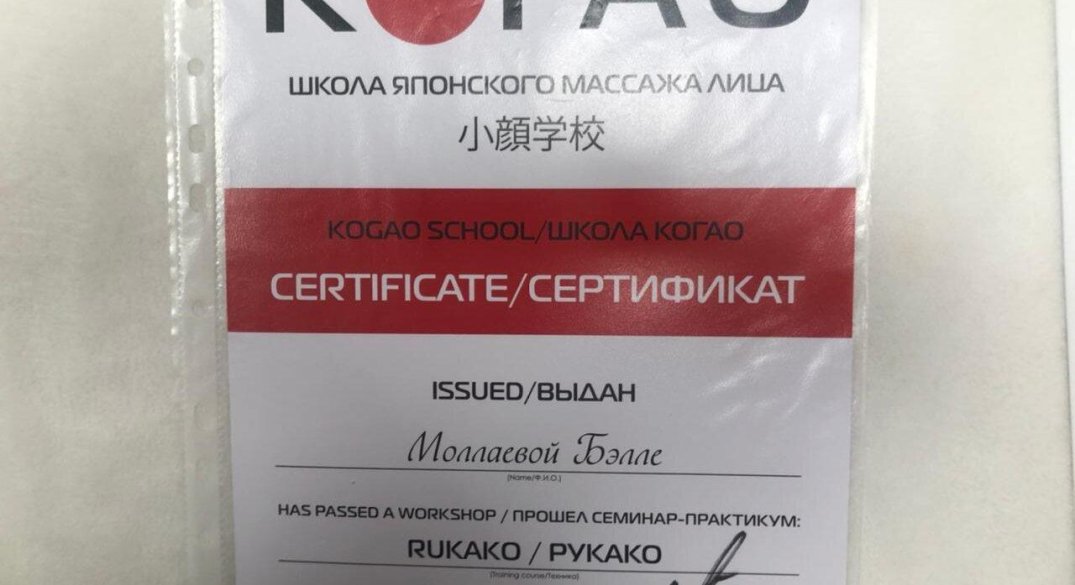 КОГАО
ШКОЛА ЯПОНСКОГО МАССАЖА ЛИЦА
小顔学校
KOGAO SCHOOL/ШКОЛА КОГАО
CERTIFICATE/СЕРТИФИКАТ
ISSUED/ВЫДАН
Моллаевой Бэлле
(Name/Ф.И.О.)
HAS PASSED A WORKSHOP / ПРОШЕЛ СЕМИНАР-ПРАКТИКУМ:
RUKAKO / РУКАКО
(Training course/Техника)